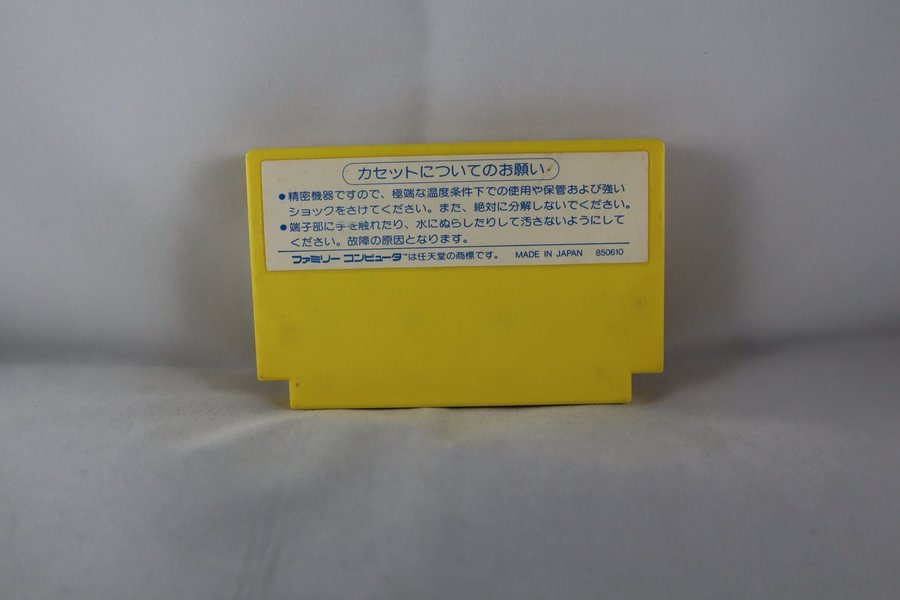 カセットについてのお願い
●精密機器ですので、極端な温度条件下での使用や保管および強い
ショックをさけてください。また、絶対に分解しないでください。
●端子部に手を触れたり、水にぬらしたりして汚さないようにして
ください。故障の原因となります。
ファミリー コンピュータ™は任天堂の商標です。 MADE IN JAPAN 850610